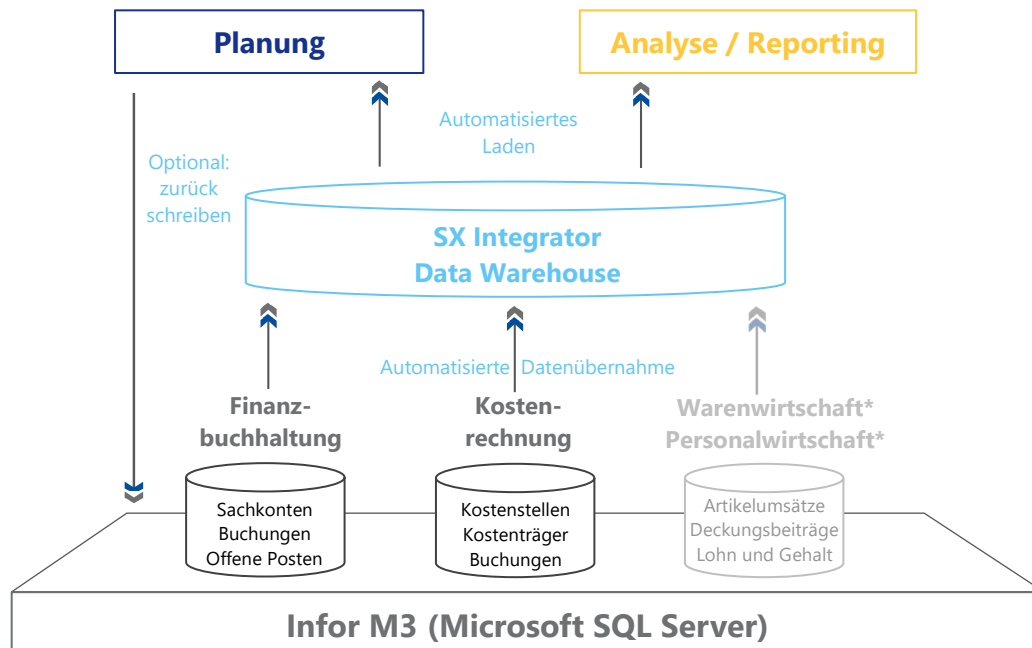 Planung
Analyse / Reporting
Automatisiertes
Laden
Optional:
zurück
schreiben
SX Integrator
Data Warehouse
Automatisierte Datenübernahme
Finanz-
buchhaltung
Kosten-
rechnung
Warenwirtschaft*
Personalwirtschaft*
Sachkonten
Buchungen
Offene Posten
Kostenstellen
Kostenträger
Buchungen
Artikelumsätze
Deckungsbeiträge
Lohn und Gehalt
Infor M3 (Microsoft SQL Server)